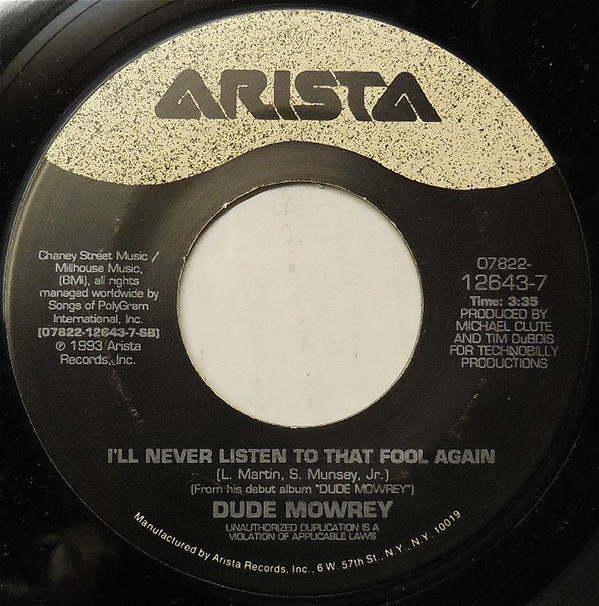 ARISTA
Chaney Street Music /
Millhouse Music,
(BMI), all rights
managed worldwide by
Songs of PolyGram
International, Inc.
(07822-12643-7-SB)
℗ 1993 Arista
Records, Inc.
07822-
12643-7
Time: 3:35
PRODUCED BY
MICHAEL CLUTE
AND TIM DuBOIS
FOR TECHNOBILLY
PRODUCTIONS
I'LL NEVER LISTEN TO THAT FOOL AGAIN
(L. Martin, S. Munsey, Jr.)
(From his debut album "DUDE MOWREY")
DUDE MOWREY
UNAUTHORIZED DUPLICATION IS A
VIOLATION OF APPLICABLE LAWS
Manufactured by Arista Records, Inc., 6 W. 57th St., N.Y., N.Y. 10019